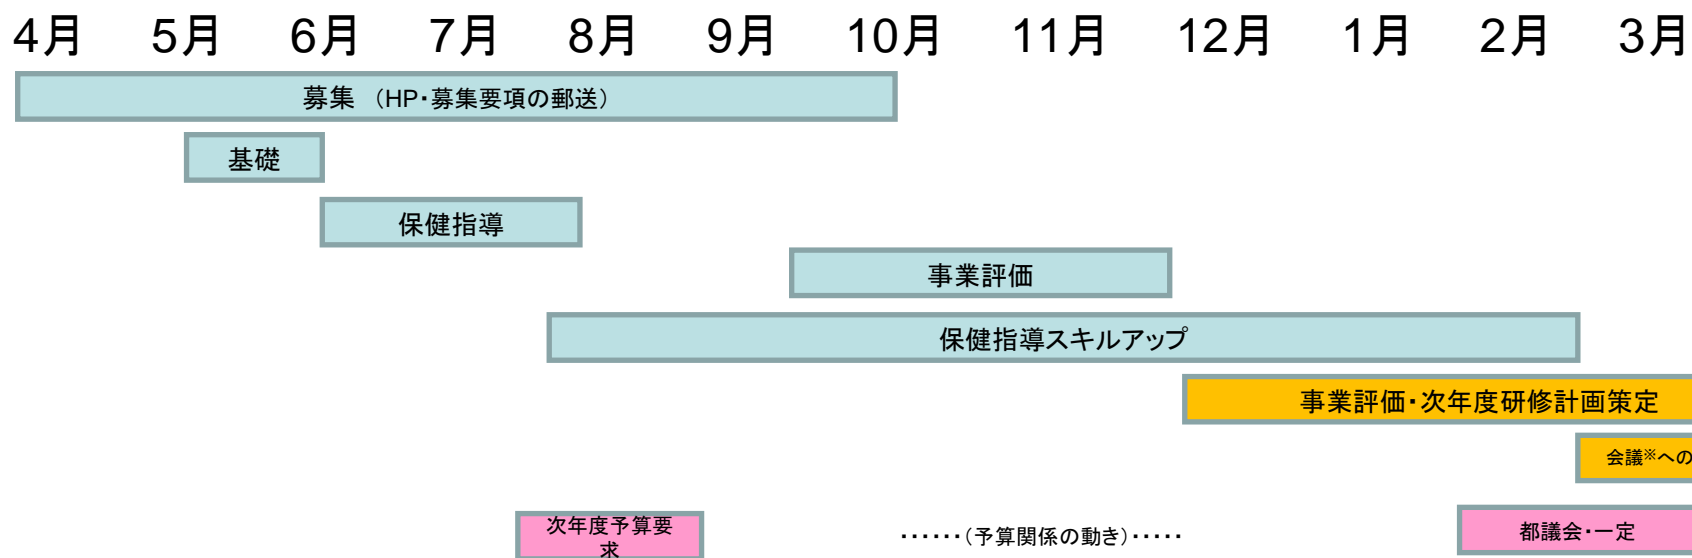 4月 5月 6月 7月 8月 9月 10月 11月 12月 1月 2月 3月
募集 （HP・募集要項の郵送）
基礎
保健指導
事業評価
保健指導スキルアップ
事業評価・次年度研修計画策定
会議※への
次年度予算要
求
‥‥‥(予算関係の動き)‥‥‥
都議会・一定